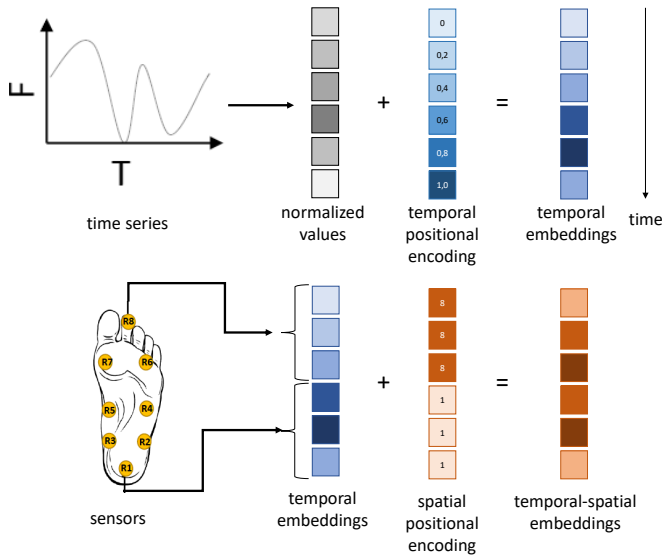 F
T
time series
+
=
0
0,2
0,4
0,6
0,8
1,0
normalized
values
temporal
positional
encoding
temporal
embeddings
time
R8
R7
R6
R5
R4
R3
R2
R1
sensors
+
=
8
8
8
1
1
1
temporal
embeddings
spatial
positional
encoding
temporal-spatial
embeddings